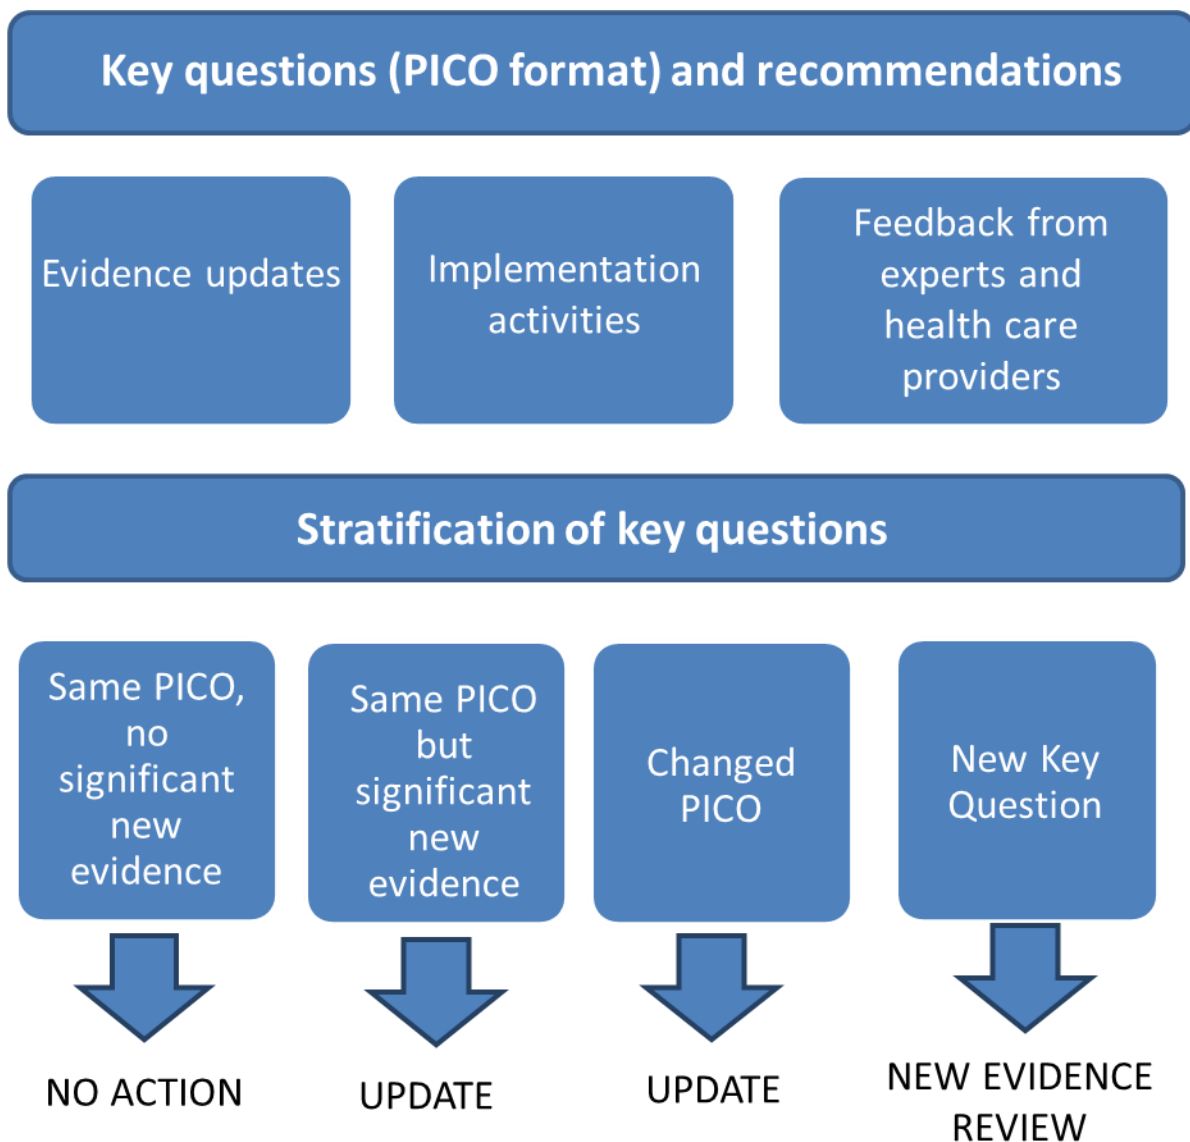 Key questions (PICO format) and recommendations
Evidence updates
Implementation
activities
Feedback from
experts and
health care
providers
Stratification of key questions
Same PICO,
no
significant
new
evidence
Same PICO
but
significant
new
evidence
Changed
PICO
New Key
Question
NO ACTION
UPDATE
UPDATE
NEW EVIDENCE
REVIEW